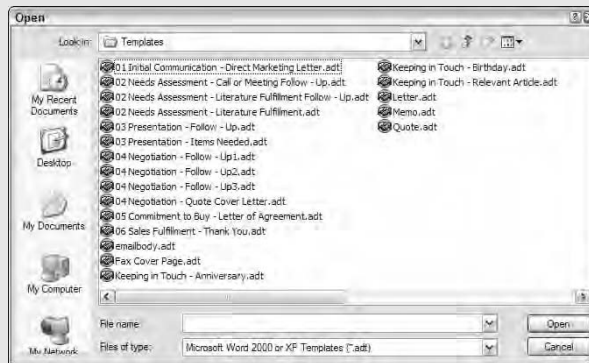 Open
Look in: Templates
My Recent Documents
Desktop
My Documents
My Computer
My Network
01 Initial Communication - Direct Marketing Letter.adt
02 Needs Assessment - Call or Meeting Follow - Up.adt
02 Needs Assessment - Literature Fulfillment Follow - Up.adt
02 Needs Assessment - Literature Fulfillment.adt
03 Presentation - Follow - Up.adt
03 Presentation - Items Needed.adt
04 Negotiation - Follow - Up1.adt
04 Negotiation - Follow - Up2.adt
04 Negotiation - Follow - Up3.adt
04 Negotiation - Quote Cover Letter.adt
05 Commitment to Buy - Letter of Agreement.adt
06 Sales Fulfillment - Thank You.adt
emailbody.adt
Fax Cover Page.adt
Keeping in Touch - Anniversary.adt
Keeping in Touch - Birthday.adt
Keeping in Touch - Relevant Article.adt
Letter.adt
Memo.adt
Quote.adt
File name:
Open
Files of type: Microsoft Word 2000 or XP Templates (*.adt)
Cancel